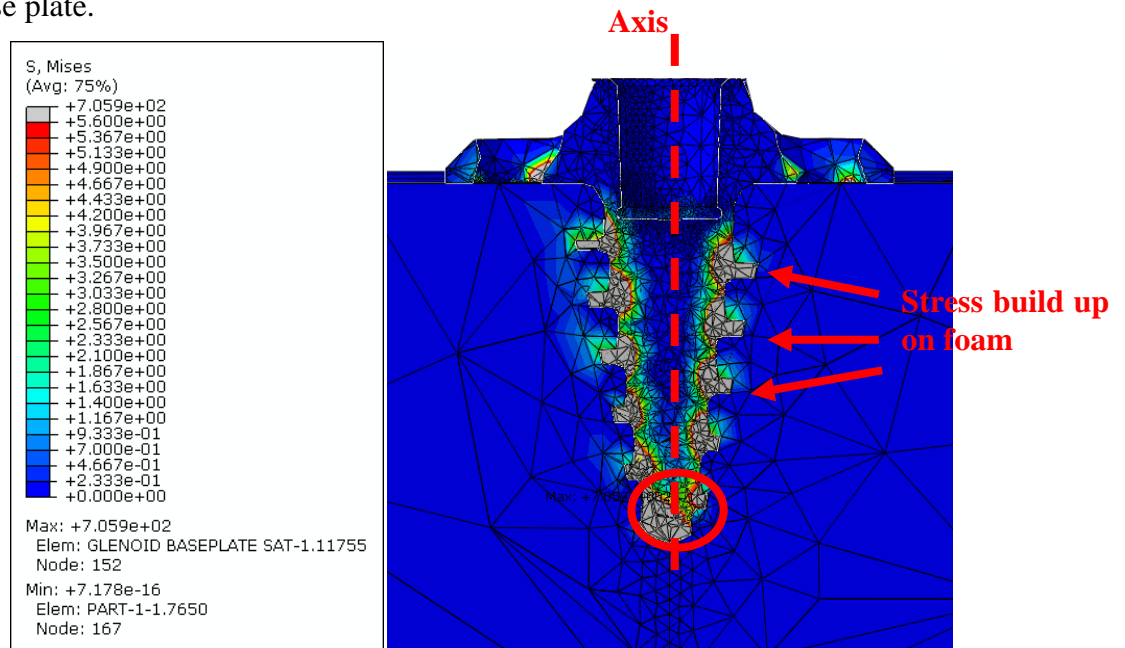 se plate.
Axis
S, Mises
(Avg: 75%)
+7.059e+02
+5.600e+00
+5.367e+00
+5.133e+00
+4.900e+00
+4.667e+00
+4.433e+00
+4.200e+00
+3.967e+00
+3.733e+00
+3.500e+00
+3.267e+00
+3.033e+00
+2.800e+00
+2.567e+00
+2.333e+00
+2.100e+00
+1.867e+00
+1.633e+00
+1.400e+00
+1.167e+00
+9.333e-01
+7.000e-01
+4.667e-01
+2.333e-01
+0.000e+00
Max: +7.059e+02
Elem: GLENOID BASEPLATE SAT-1.11755
Node: 152
Min: +7.178e-16
Elem: PART-1-1.7650
Node: 167
Stress build up
on foam
Max: